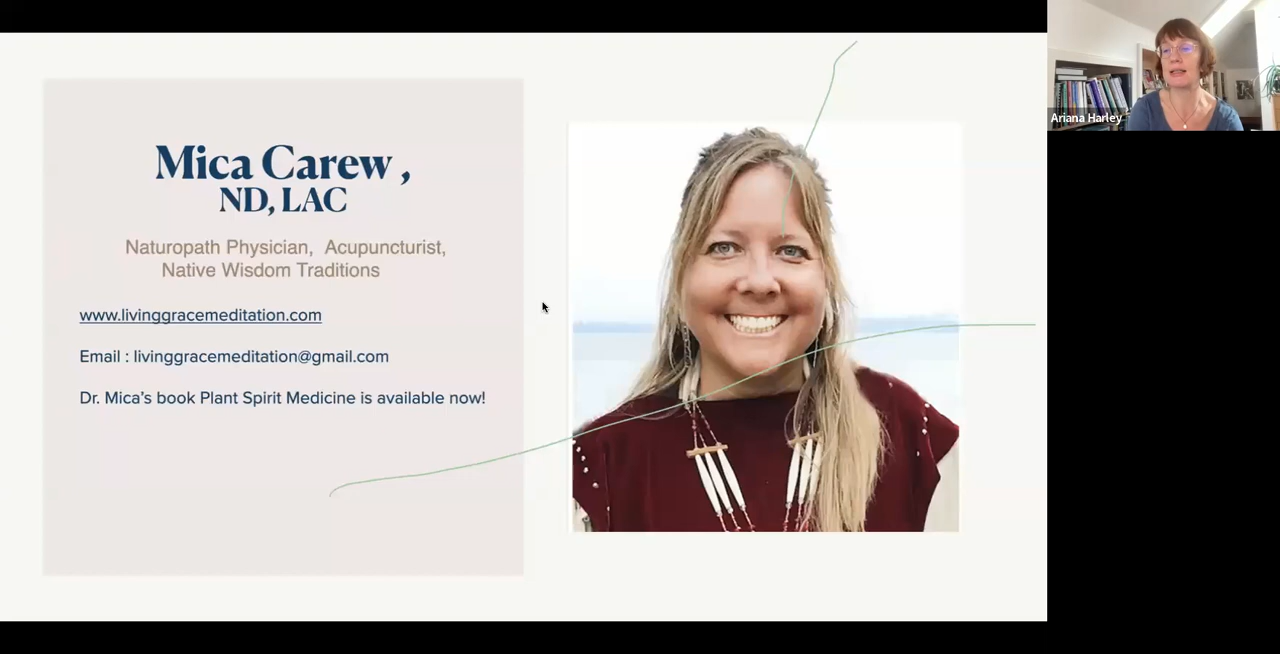 Mica Carew ,
ND, LAC
Naturopath Physician,  Acupuncturist,
Native Wisdom Traditions
www.livinggracemeditation.com
Email : livinggracemeditation@gmail.com
Dr. Mica’s book Plant Spirit Medicine is available now!
Ariana Harley